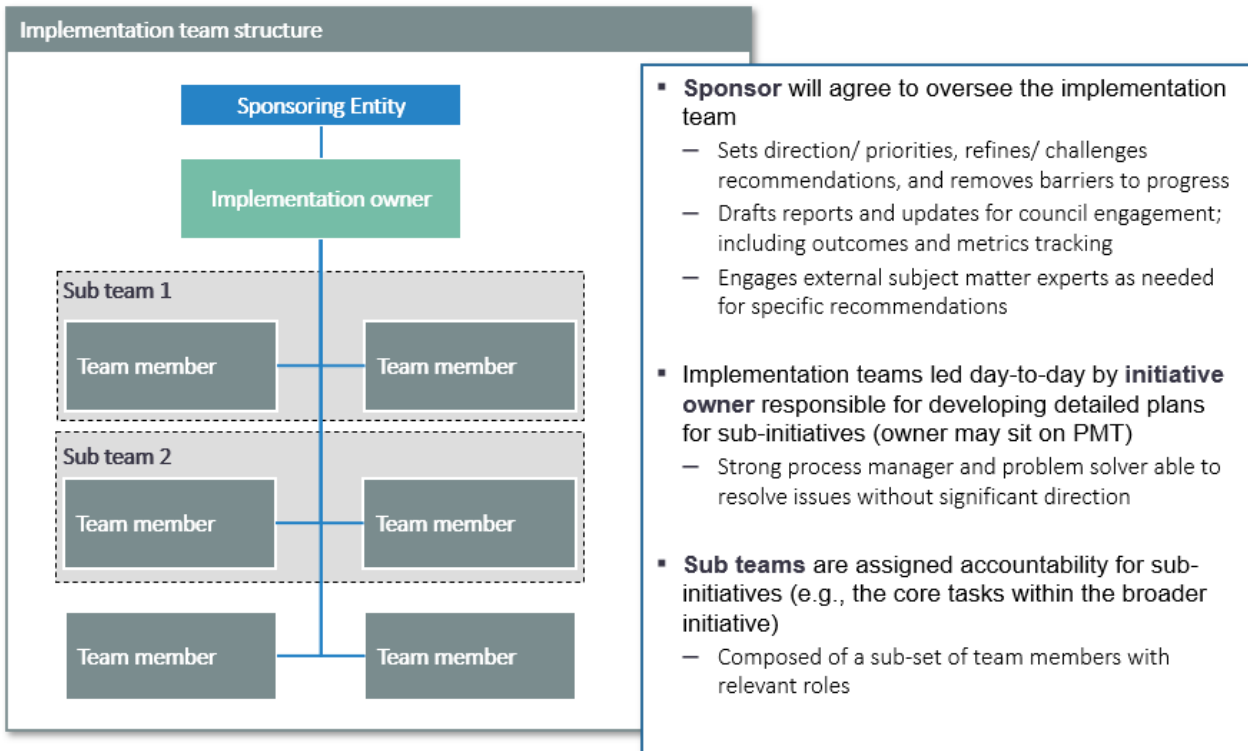 Implementation team structure
Sponsoring Entity
Implementation owner
Sub team 1
Team member
Team member
Sub team 2
Team member
Team member
Team member
Team member
▪ Sponsor will agree to oversee the implementation
team
– Sets direction/ priorities, refines/ challenges
recommendations, and removes barriers to progress
– Drafts reports and updates for council engagement;
including outcomes and metrics tracking
– Engages external subject matter experts as needed
for specific recommendations
▪ Implementation teams led day-to-day by initiative
owner responsible for developing detailed plans
for sub-initiatives (owner may sit on PMT)
– Strong process manager and problem solver able to
resolve issues without significant direction
▪ Sub teams are assigned accountability for sub-
initiatives (e.g., the core tasks within the broader
initiative)
– Composed of a sub-set of team members with
relevant roles